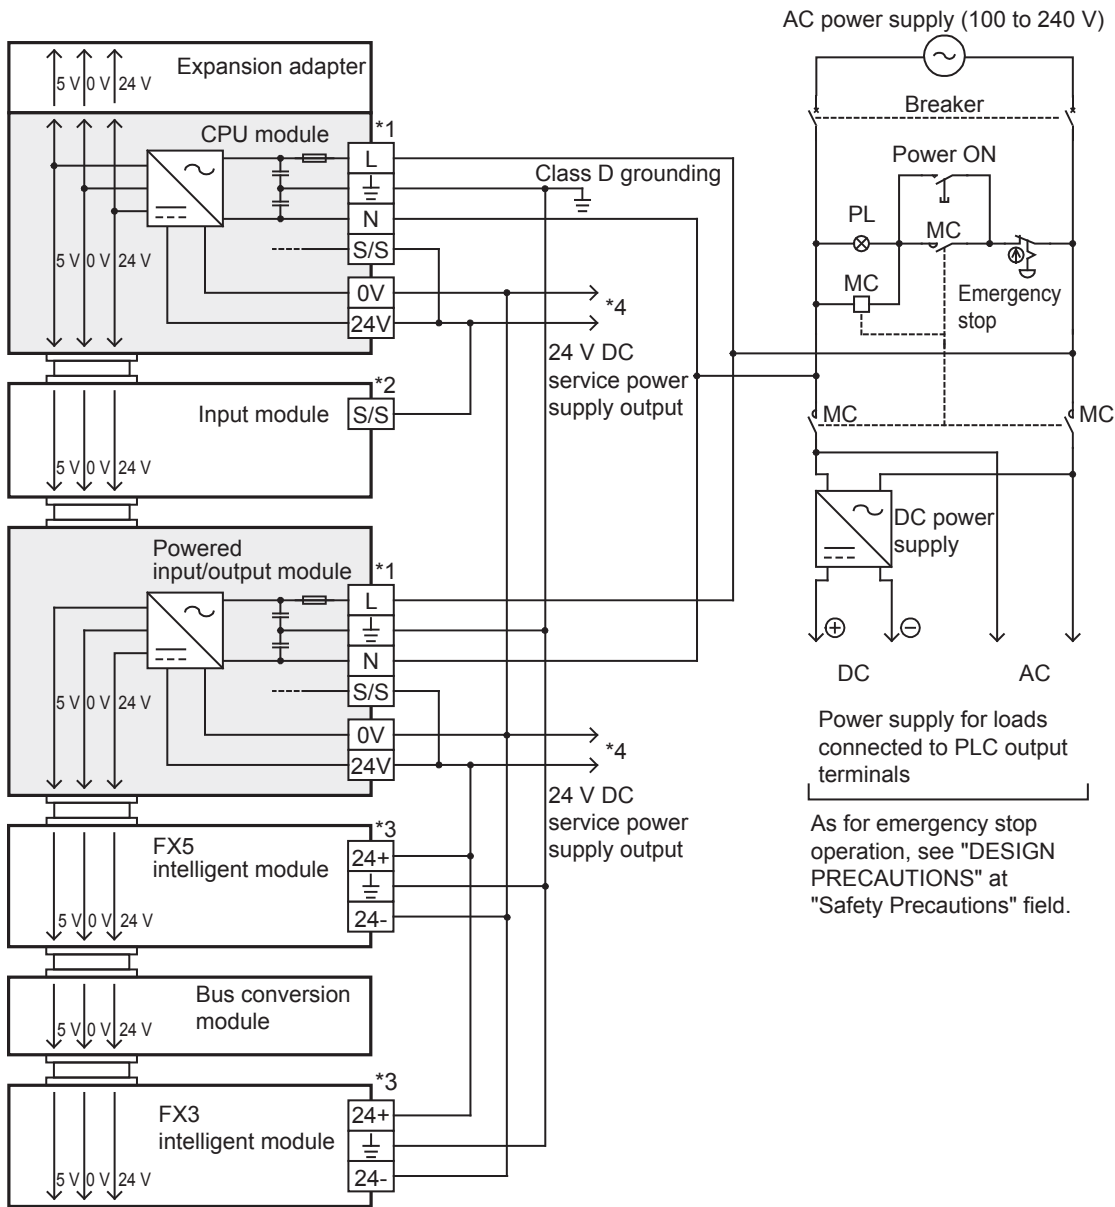 AC power supply (100 to 240 V)
Expansion adapter
5 V 0 V 24 V
Breaker
CPU module
*1
L
Class D grounding
N
S/S
0V
24V
*4
24 V DC
service power
supply output
5 V 0 V 24 V
Power ON
PL
MC
MC
Emergency
stop
*2
Input module
S/S
5 V 0 V 24 V
MC
MC
DC power
supply
Powered
input/output module
*1
L
N
S/S
0V
24V
*4
24 V DC
service power
supply output
5 V 0 V 24 V
+
−
DC
AC
Power supply for loads
connected to PLC output
terminals
As for emergency stop
operation, see "DESIGN
PRECAUTIONS" at
"Safety Precautions" field.
*3
FX5
intelligent module
24+
24-
5 V 0 V 24 V
Bus conversion
module
5 V 0 V 24 V
*3
FX3
intelligent module
24+
24-
5 V 0 V 24 V